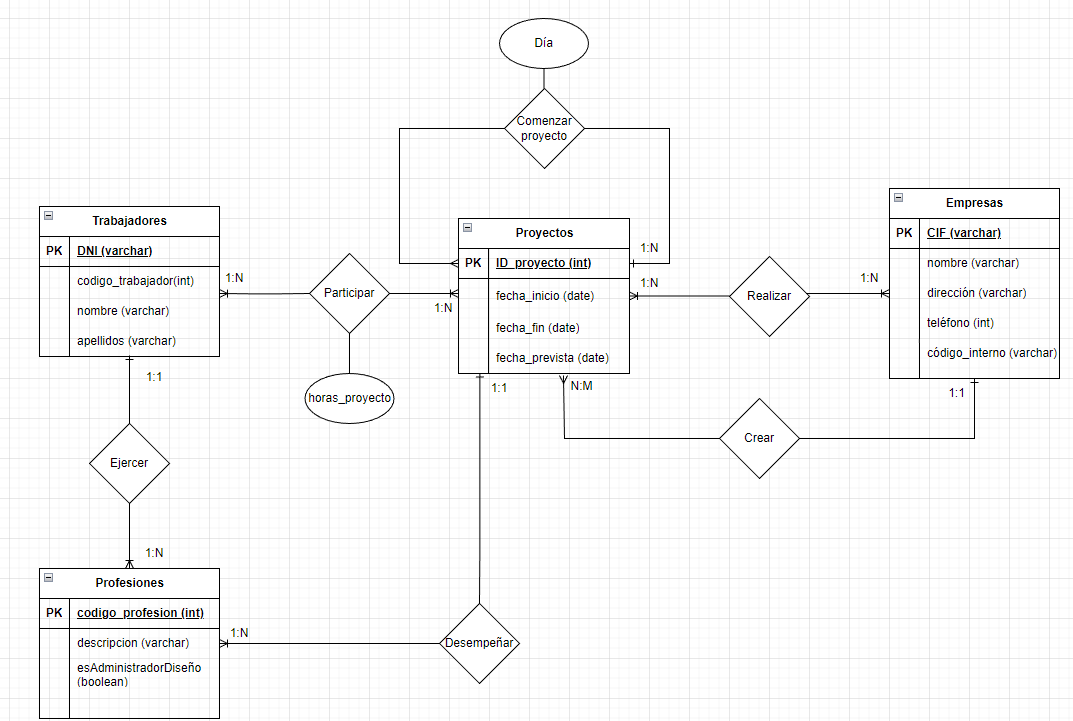 Día
Comenzar
proyecto
Trabajadores
PK
DNI (varchar)
codigo_trabajador(int)
nombre (varchar)
apellidos (varchar)
1:N
Participar
1:N
horas_proyecto
Proyectos
PK
ID_proyecto (int)
fecha_inicio (date)
fecha_fin (date)
fecha_prevista (date)
1:N
1:N
Realizar
1:N
Empresas
PK
CIF (varchar)
nombre (varchar)
dirección (varchar)
teléfono (int)
código_interno (varchar)
1:1
Ejercer
1:N
1:1
N:M
Crear
1:1
Profesiones
PK
codigo_profesion (int)
descripcion (varchar)
esAdministradorDiseño
(boolean)
1:N
Desempeñar